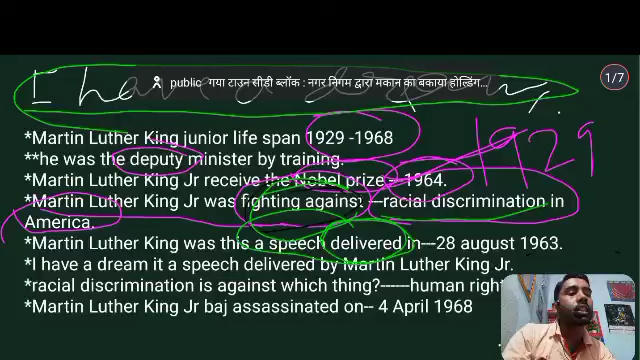 I have a dream
public गया टाउन सीडी ब्लॉक : नगर निगम द्वारा मकान का बकाया होल्डिंग...
1/7
*Martin Luther King junior life span 1929 -1968
1929
**he was the deputy minister by training.
*Martin Luther King Jr receive the Nobel prize -- 1964.
*Martin Luther King Jr was fighting against --racial discrimination in
America.
*Martin Luther King was this a speech delivered in---28 august 1963.
*I have a dream it a speech delivered by Martin Luther King Jr.
*racial discrimination is against which thing?-----human right
*Martin Luther King Jr baj assassinated on-- 4 April 1968